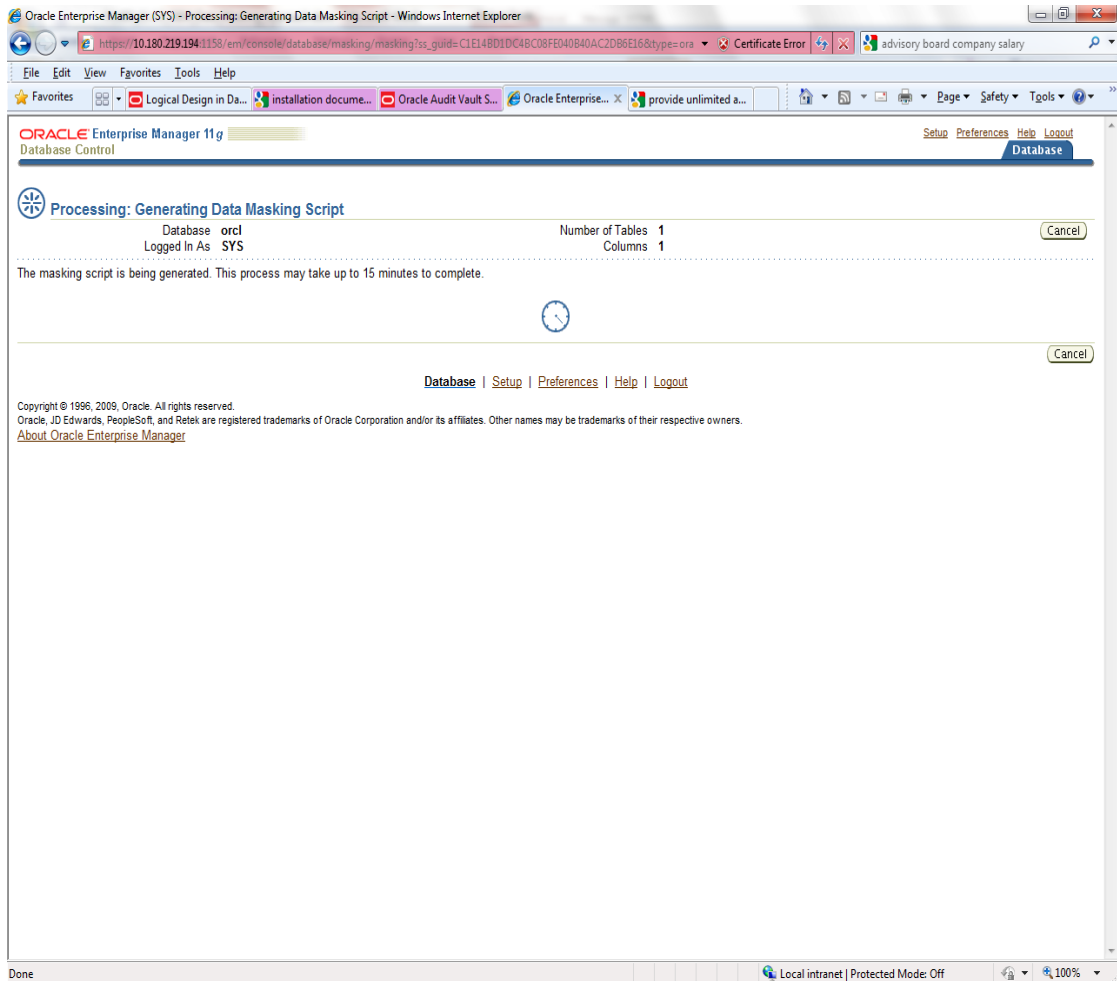 Oracle Enterprise Manager (SYS) - Processing: Generating Data Masking Script - Windows Internet Explorer
https://10.180.219.194:1158/em/console/database/masking/masking?ss_guid=C1E14BD1DC4BC08FE040B40AC2DB6E16&type=ora Certificate Error advisory board company salary
File Edit View Favorites Tools Help
Favorites Logical Design in Da... installation docume... Oracle Audit Vault S... Oracle Enterprise... X provide unlimited a... Page Safety Tools
ORACLE Enterprise Manager 11g Setup Preferences Help Logout
Database Control Database
Processing: Generating Data Masking Script
Database orcl Number of Tables 1 Cancel
Logged In As SYS Columns 1
The masking script is being generated. This process may take up to 15 minutes to complete.
Cancel
Database | Setup | Preferences | Help | Logout
Copyright © 1996, 2009, Oracle. All rights reserved.
Oracle, JD Edwards, PeopleSoft, and Retek are registered trademarks of Oracle Corporation and/or its affiliates. Other names may be trademarks of their respective owners.
About Oracle Enterprise Manager
Done Local intranet | Protected Mode: Off 100%